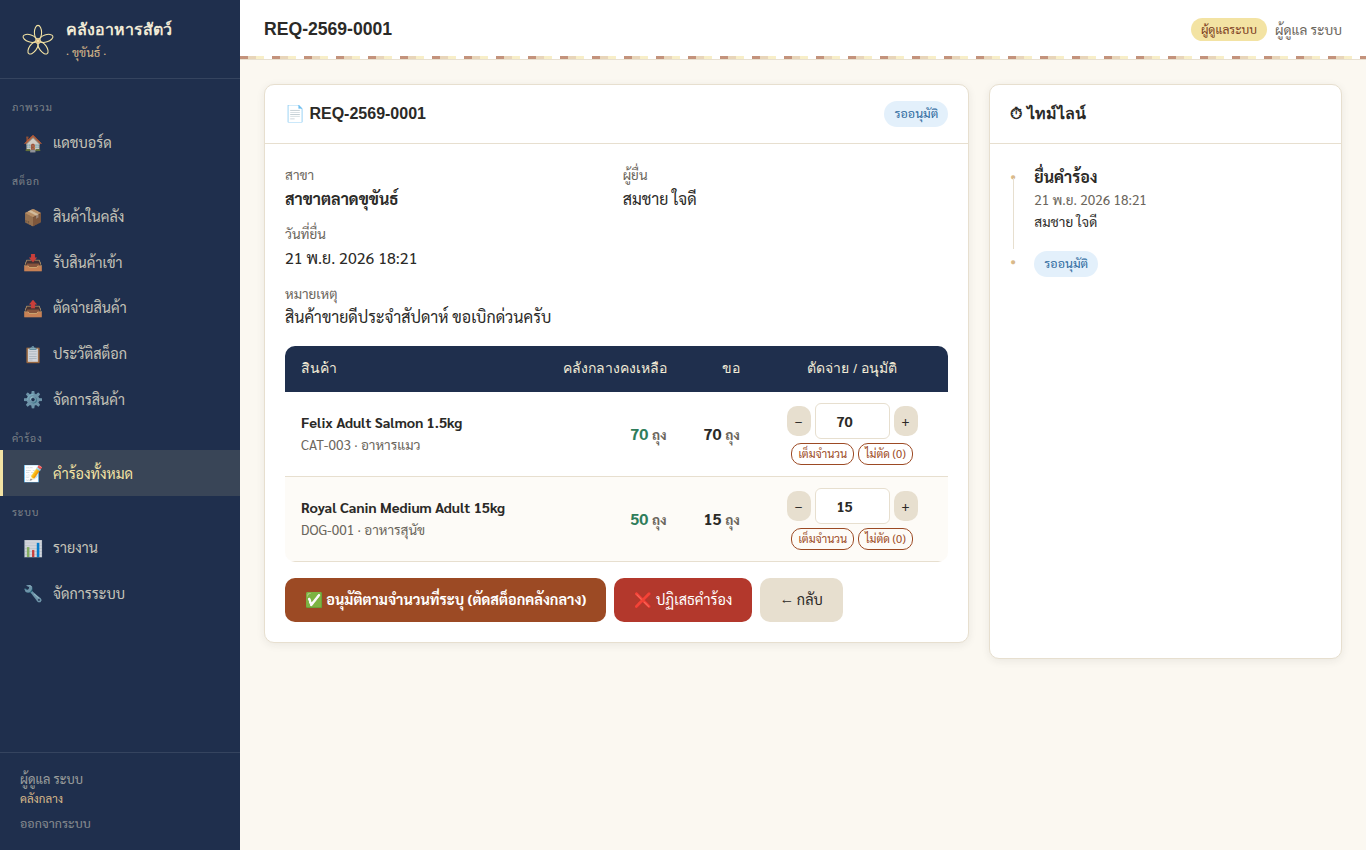 คลังอาหารสัตว์
· ขุขันธ์ ·
ภาพรวม
แดชบอร์ด
สต็อก
สินค้าในคลัง
รับสินค้าเข้า
ตัดจ่ายสินค้า
ประวัติสต็อก
จัดการสินค้า
คำร้อง
คำร้องทั้งหมด
ระบบ
รายงาน
จัดการระบบ
ผู้ดูแล ระบบ
คลังกลาง
ออกจากระบบ
REQ-2569-0001
ผู้ดูแลระบบ ผู้ดูแล ระบบ
REQ-2569-0001 รออนุมัติ
สาขา
สาขาตลาดขุขันธ์
ผู้ยื่น
สมชาย ใจดี
วันที่ยื่น
21 พ.ย. 2026 18:21
หมายเหตุ
สินค้าขายดีประจำสัปดาห์ ขอเบิกด่วนครับ
สินค้า คลังกลางคงเหลือ ขอ ตัดจ่าย / อนุมัติ
Felix Adult Salmon 1.5kg
CAT-003 · อาหารแมว
70 ถุง 70 ถุง − 70 +
เต็มจำนวน ไม่ตัด (0)
Royal Canin Medium Adult 15kg
DOG-001 · อาหารสุนัข
50 ถุง 15 ถุง − 15 +
เต็มจำนวน ไม่ตัด (0)
✅ อนุมัติตามจำนวนที่ระบุ (ตัดสต็อกคลังกลาง) ❌ ปฏิเสธคำร้อง ← กลับ
⏱ ไทม์ไลน์
ยื่นคำร้อง
21 พ.ย. 2026 18:21
สมชาย ใจดี
รออนุมัติ